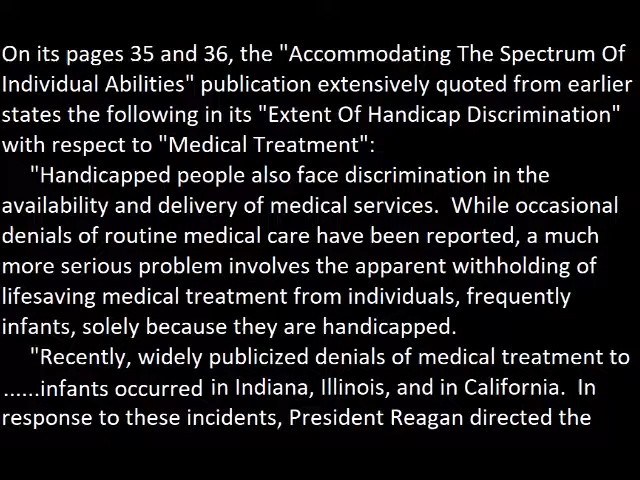 On its pages 35 and 36, the "Accommodating The Spectrum Of
Individual Abilities" publication extensively quoted from earlier
states the following in its "Extent Of Handicap Discrimination"
with respect to "Medical Treatment":
"Handicapped people also face discrimination in the
availability and delivery of medical services.  While occasional
denials of routine medical care have been reported, a much
more serious problem involves the apparent withholding of
lifesaving medical treatment from individuals, frequently
infants, solely because they are handicapped.
"Recently, widely publicized denials of medical treatment to
......infants occurred in Indiana, Illinois, and in California.  In
response to these incidents, President Reagan directed the